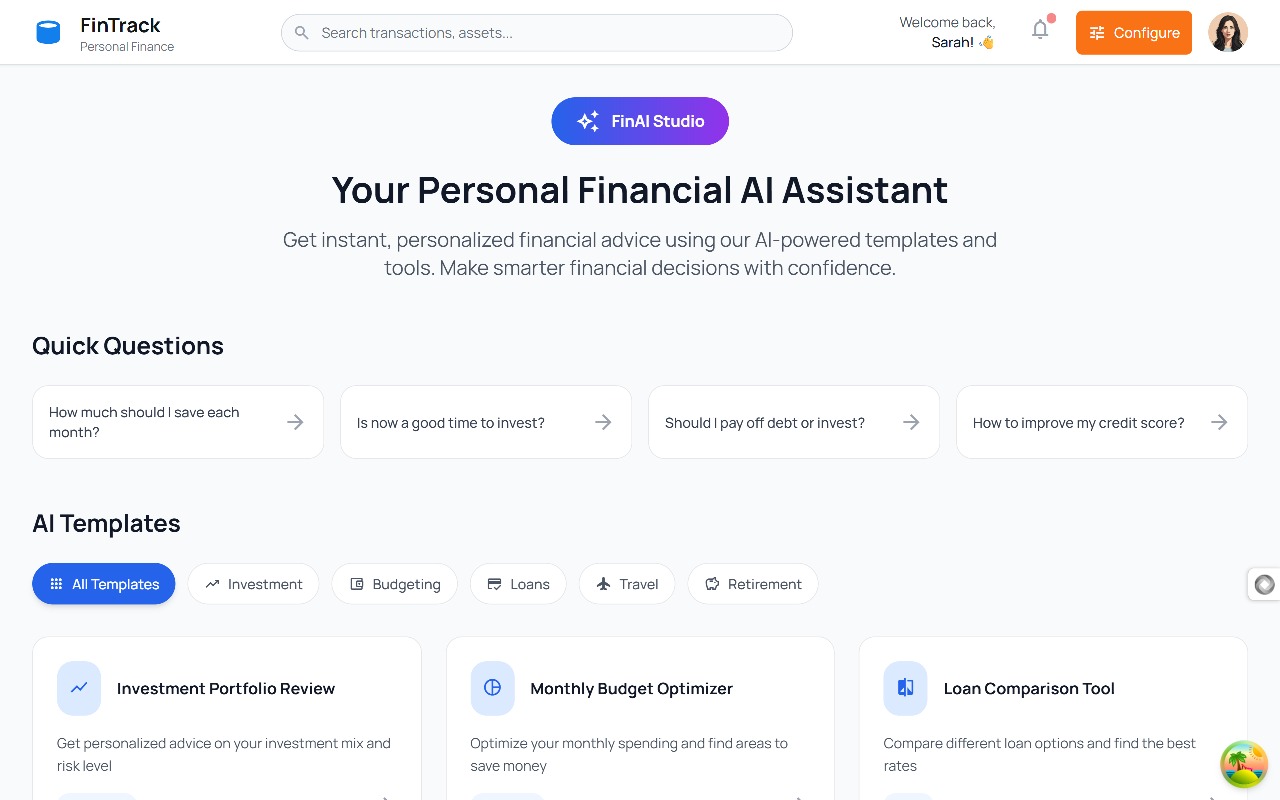 FinTrack
Personal Finance
Search transactions, assets...
Welcome back,
Sarah! 👋
Configure
FinAI Studio
Your Personal Financial AI Assistant
Get instant, personalized financial advice using our AI-powered templates and
tools. Make smarter financial decisions with confidence.
Quick Questions
How much should I save each
month?
Is now a good time to invest?
Should I pay off debt or invest?
How to improve my credit score?
AI Templates
All Templates
Investment
Budgeting
Loans
Travel
Retirement
Investment Portfolio Review
Get personalized advice on your investment mix and
risk level
Monthly Budget Optimizer
Optimize your monthly spending and find areas to
save money
Loan Comparison Tool
Compare different loan options and find the best
rates